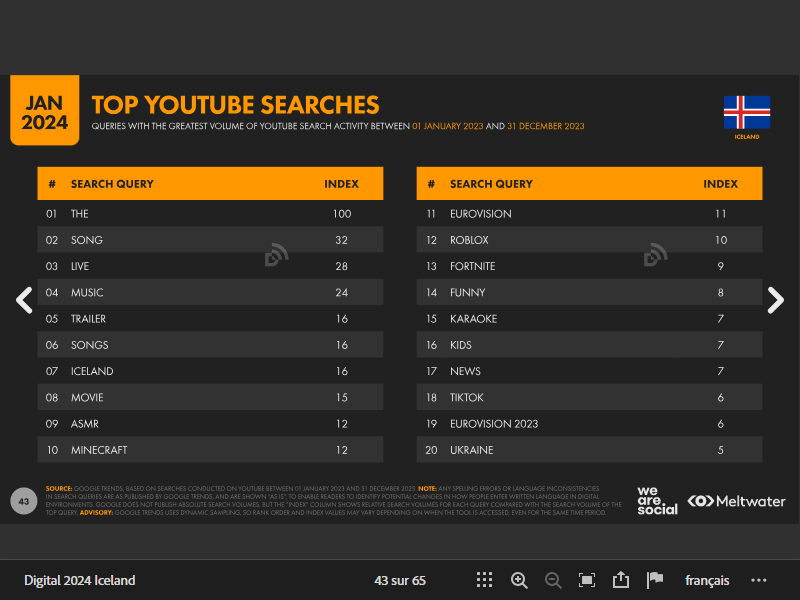 JAN
2024
TOP YOUTUBE SEARCHES
QUERIES WITH THE GREATEST VOLUME OF YOUTUBE SEARCH ACTIVITY BETWEEN 01 JANUARY 2023 AND 31 DECEMBER 2023
ICELAND
# SEARCH QUERY INDEX
01 THE 100
02 SONG 32
03 LIVE 28
04 MUSIC 24
05 TRAILER 16
06 SONGS 16
07 ICELAND 16
08 MOVIE 15
09 ASMR 12
10 MINECRAFT 12
# SEARCH QUERY INDEX
11 EUROVISION 11
12 ROBLOX 10
13 FORTNITE 9
14 FUNNY 8
15 KARAOKE 7
16 KIDS 7
17 NEWS 7
18 TIKTOK 6
19 EUROVISION 2023 6
20 UKRAINE 5
43
SOURCE: GOOGLE TRENDS, BASED ON SEARCHES CONDUCTED ON YOUTUBE BETWEEN 01 JANUARY 2023 AND 31 DECEMBER 2023. NOTE: ANY SPELLING ERRORS OR LANGUAGE INCONSISTENCIES
IN SEARCH QUERIES ARE AS PUBLISHED BY GOOGLE TRENDS, AND ARE SHOWN "AS IS", TO ENABLE READERS TO IDENTIFY POTENTIAL CHANGES IN HOW PEOPLE ENTER WRITTEN LANGUAGE IN DIGITAL
ENVIRONMENTS. GOOGLE DOES NOT PUBLISH ABSOLUTE SEARCH VOLUMES, BUT THE "INDEX" COLUMN SHOWS RELATIVE SEARCH VOLUMES FOR EACH QUERY COMPARED WITH THE SEARCH VOLUME OF THE
TOP QUERY. ADVISORY: GOOGLE TRENDS USES DYNAMIC SAMPLING, SO RANK ORDER AND INDEX VALUES MAY VARY DEPENDING ON WHEN THE TOOL IS ACCESSED, EVEN FOR THE SAME TIME PERIOD.
we
are
social
Meltwater
Digital 2024 Iceland
43 sur 65
français